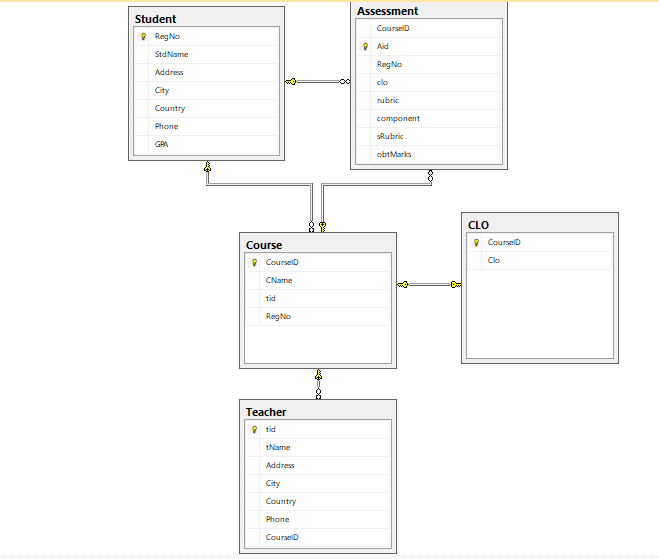 Student
RegNo
StdName
Address
City
Country
Phone
GPA
Assessment
CourseID
Aid
RegNo
clo
rubric
component
sRubric
obtMarks
Course
CourseID
CName
tid
RegNo
CLO
CourseID
Clo
Teacher
tid
tName
Address
City
Country
Phone
CourseID